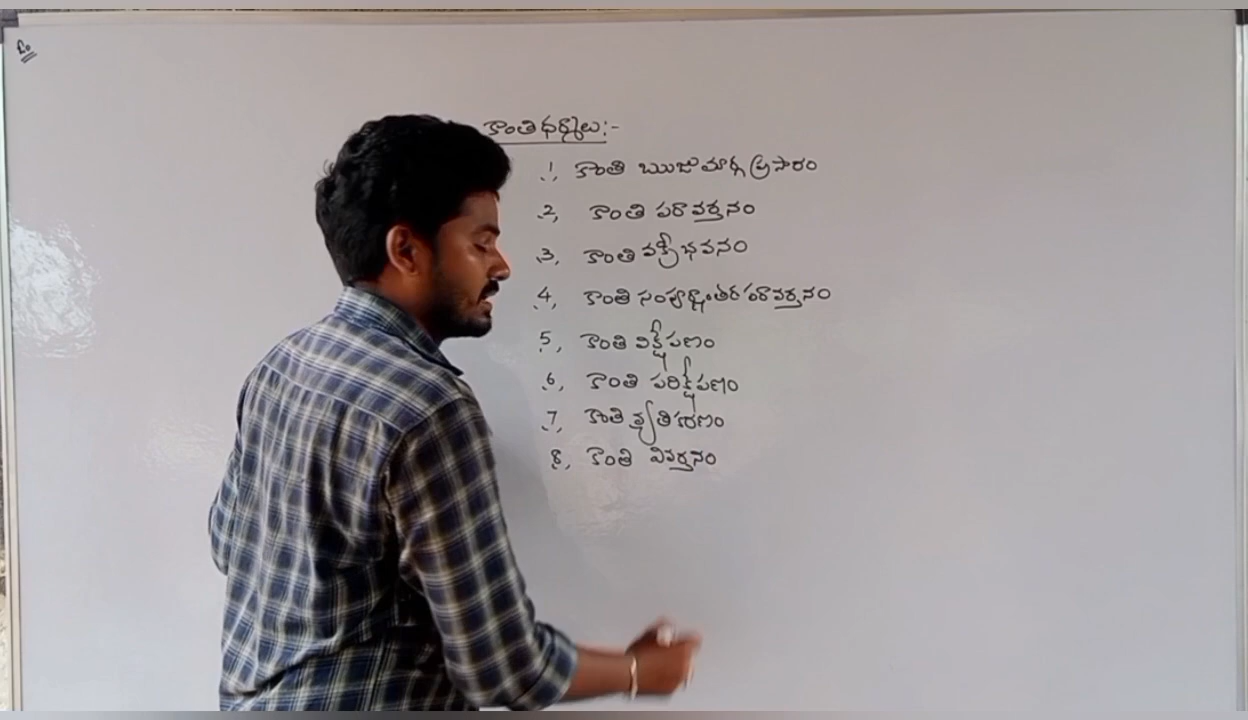 కాంతి ధర్మాలు:-
1, కాంతి ఋజుమార్గ ప్రసారం
2, కాంతి పరావర్తనం
3, కాంతి వక్రీభవనం
4, కాంతి సంపూర్ణాంతర పరావర్తనం
5, కాంతి విక్షేపణం
6, కాంతి పరిక్షేపణం
7, కాంతి వ్యతికరణం
8, కాంతి వివర్తనం